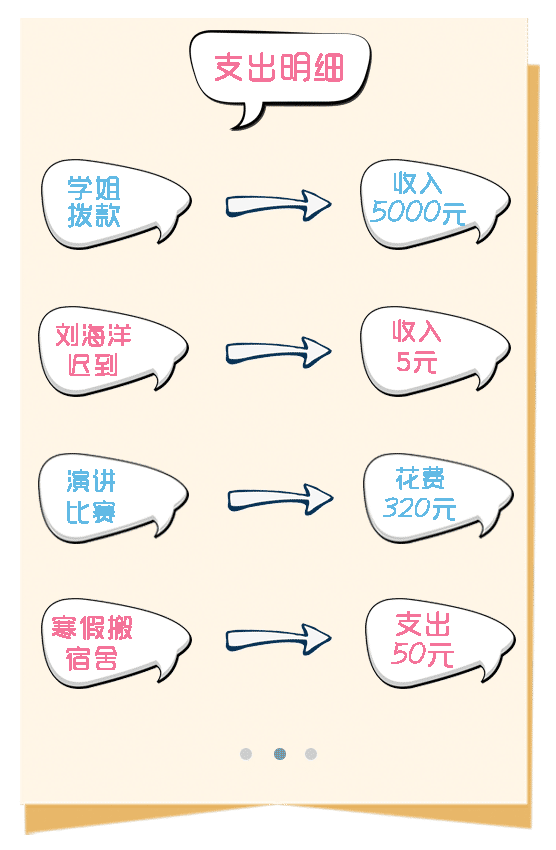 支出明细
学姐
拨款
收入
5000元
刘海洋
迟到
收入
5元
演讲
比赛
花费
320元
寒假搬
宿舍
支出
50元